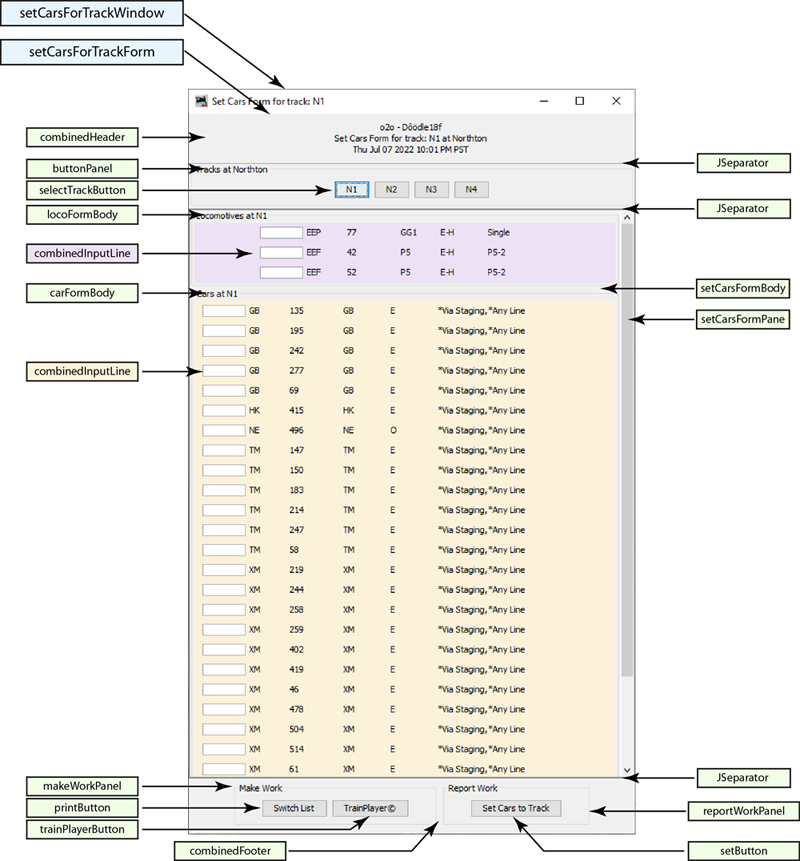 setCarsForTrackWindow
setCarsForTrackForm
Set Cars Form for track: N1
o2o - Döödle18f
combinedHeader
Set Cars Form for track: N1 at Northton
Thu Jul 07 2022 10:01 PM PST
JSeparator
buttonPanel
Tracks at Northton
selectTrackButton
N1 N2 N3 N4
JSeparator
locoFormBody
Locomotives at N1
EEP 77 GG1 E-H Single
combinedInputLine
EEF 42 P5 E-H P5-2
EEF 52 P5 E-H P5-2
setCarsFormBody
carFormBody
Cars at N1
GB 135 GB E *Via Staging,*Any Line
setCarsFormPane
GB 195 GB E *Via Staging,*Any Line
GB 242 GB E *Via Staging,*Any Line
combinedInputLine
GB 277 GB E *Via Staging,*Any Line
GB 69 GB E *Via Staging,*Any Line
HK 415 HK E *Via Staging,*Any Line
NE 496 NE O *Via Staging,*Any Line
TM 147 TM E *Via Staging,*Any Line
TM 150 TM E *Via Staging,*Any Line
TM 183 TM E *Via Staging,*Any Line
TM 214 TM E *Via Staging,*Any Line
TM 247 TM E *Via Staging,*Any Line
TM 58 TM E *Via Staging,*Any Line
XM 219 XM E *Via Staging,*Any Line
XM 244 XM E *Via Staging,*Any Line
XM 258 XM E *Via Staging,*Any Line
XM 259 XM E *Via Staging,*Any Line
XM 402 XM E *Via Staging,*Any Line
XM 419 XM E *Via Staging,*Any Line
XM 46 XM E *Via Staging,*Any Line
XM 478 XM E *Via Staging,*Any Line
XM 504 XM E *Via Staging,*Any Line
XM 514 XM E *Via Staging,*Any Line
XM 61 XM E *Via Staging,*Any Line
JSeparator
makeWorkPanel
Make Work
Report Work
printButton
Switch List
TrainPlayer©
Set Cars to Track
reportWorkPanel
trainPlayerButton
combinedFooter
setButton